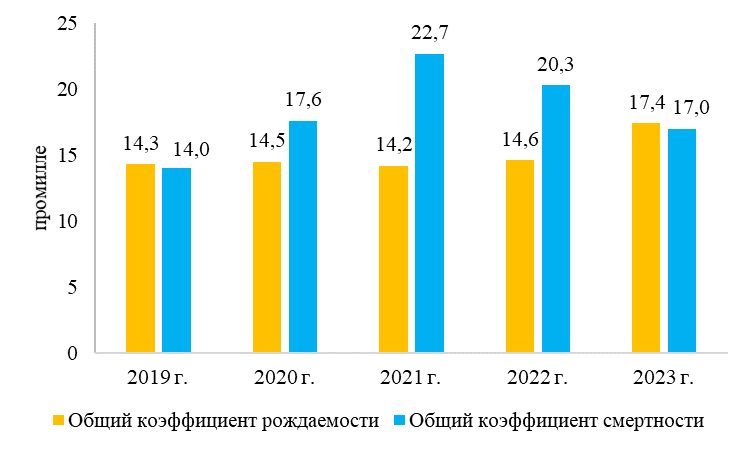 25
20
15
10
5
0
промилле
14,3
14,0
14,5
17,6
14,2
22,7
14,6
20,3
17,4
17,0
2019 г.
2020 г.
2021 г.
2022 г.
2023 г.
Общий коэффициент рождаемости
Общий коэффициент смертности